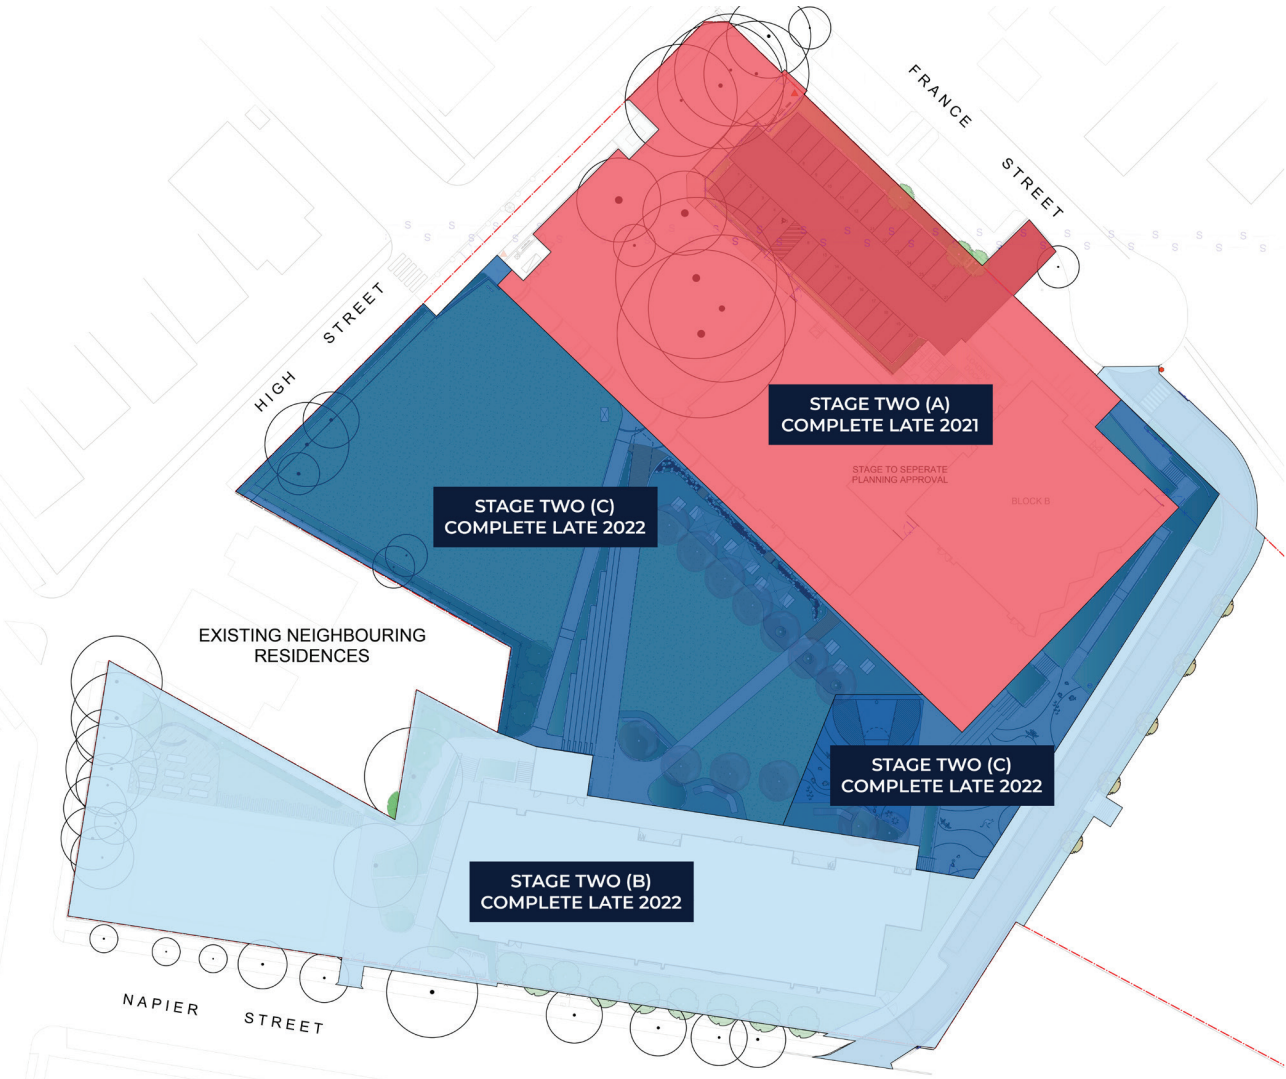 FRANCE STREET
HIGH STREET
STAGE TWO (A)
COMPLETE LATE 2021
STAGE TO SEPERATE
PLANNING APPROVAL
BLOCK B
STAGE TWO (C)
COMPLETE LATE 2022
EXISTING NEIGHBOURING
RESIDENCES
STAGE TWO (C)
COMPLETE LATE 2022
STAGE TWO (B)
COMPLETE LATE 2022
NAPIER STREET